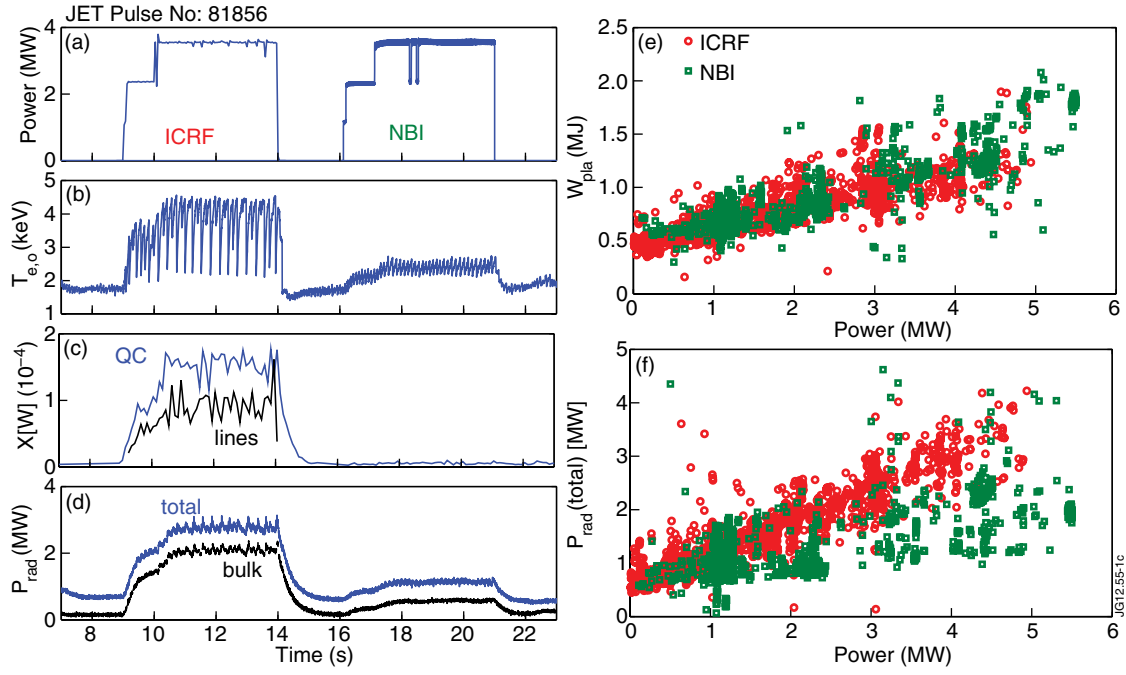 JET Pulse No: 81856
(a)
Power (MW)
4
2
0
ICRF
NBI
(b)
T e,o (keV)
5
4
3
2
1
(c)
X[W] (10⁻⁴)
2
1
0
QC
lines
(d)
P rad (MW)
4
2
0
total
bulk
8 10 12 14 16 18 20 22
Time (s)
(e)
ICRF
NBI
W pla (MJ)
2.5
2.0
1.5
1.0
0.5
0
0 1 2 3 4 5 6
Power (MW)
(f)
P rad (total) [MW]
5
4
3
2
1
0
0 1 2 3 4 5 6
Power (MW)
JG12.55-1c